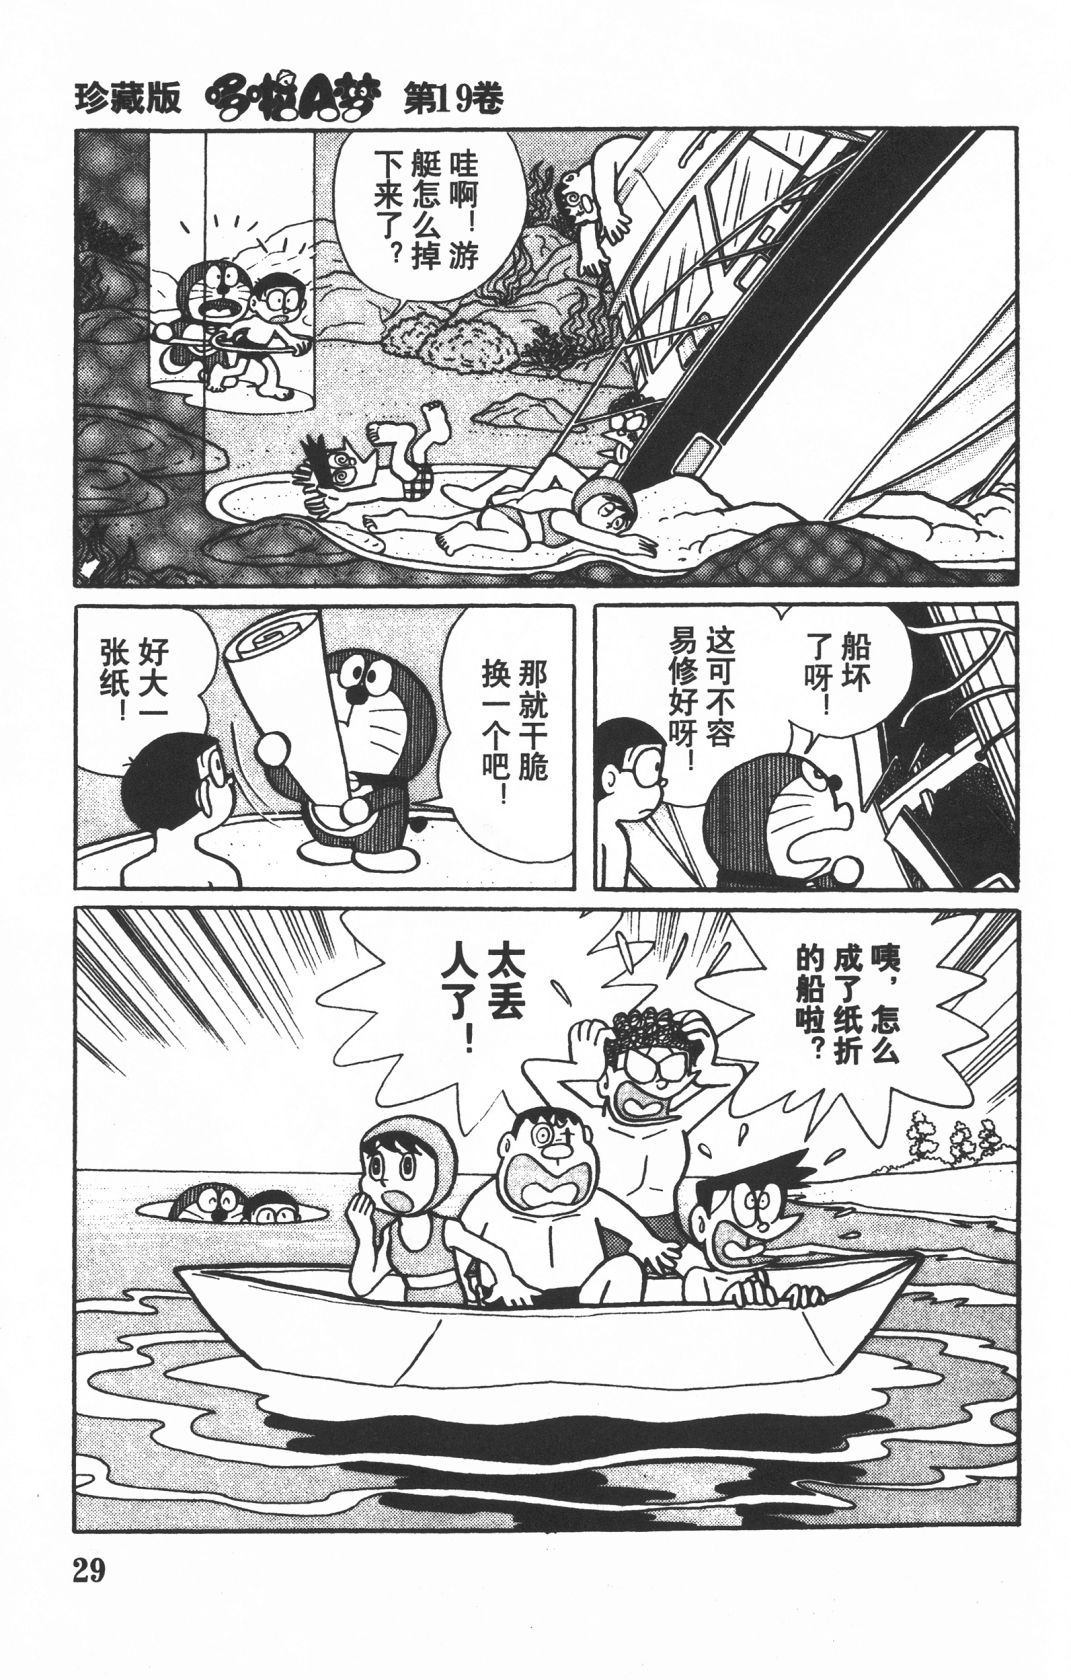 珍藏版 哆啦A梦 第19卷
哇啊！游
艇怎么掉
下来了？
船坏
了呀！
这可不容
易修好呀！
那就干脆
换一个吧！
好大一
张纸！
咦，怎么
成了纸折
的船啦？
太丢
人了！
29